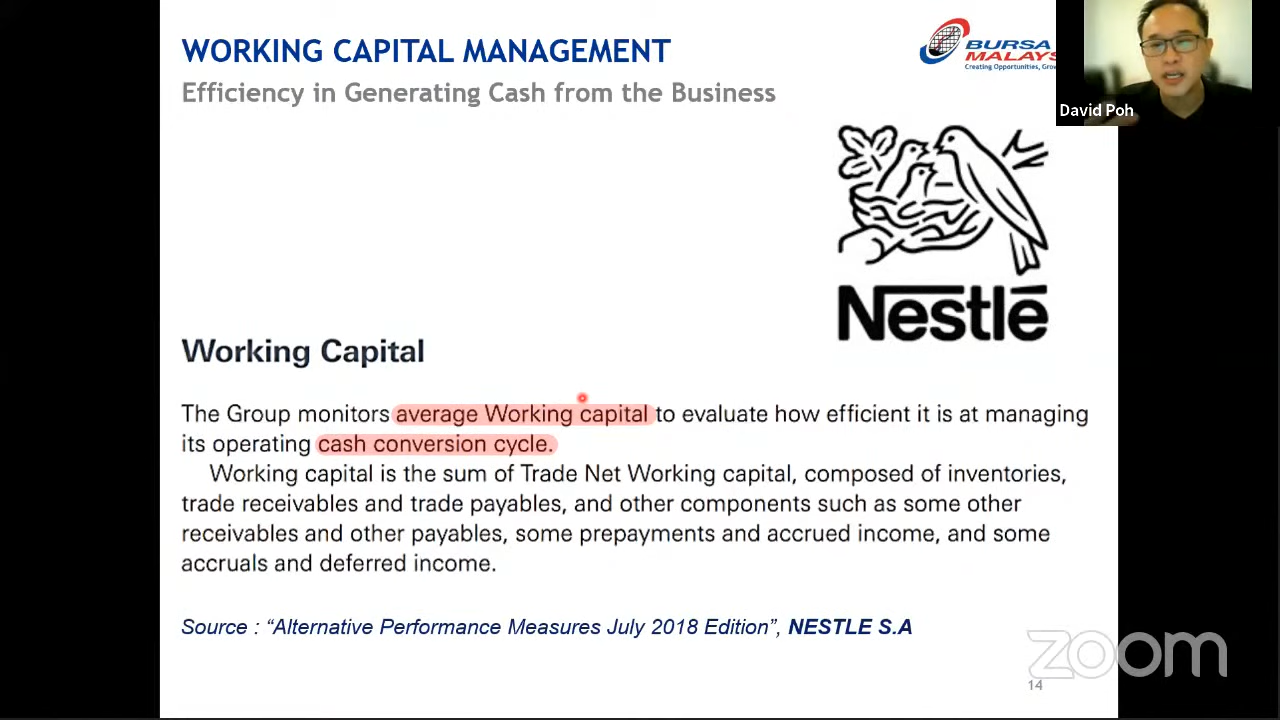 WORKING CAPITAL MANAGEMENT
Efficiency in Generating Cash from the Business
BURSA
MALAYS
Creating Opportunities, Grow
David Poh
Nestlé
Working Capital
The Group monitors average Working capital to evaluate how efficient it is at managing
its operating cash conversion cycle.
Working capital is the sum of Trade Net Working capital, composed of inventories,
trade receivables and trade payables, and other components such as some other
receivables and other payables, some prepayments and accrued income, and some
accruals and deferred income.
Source : “Alternative Performance Measures July 2018 Edition”, NESTLE S.A
zoom
14